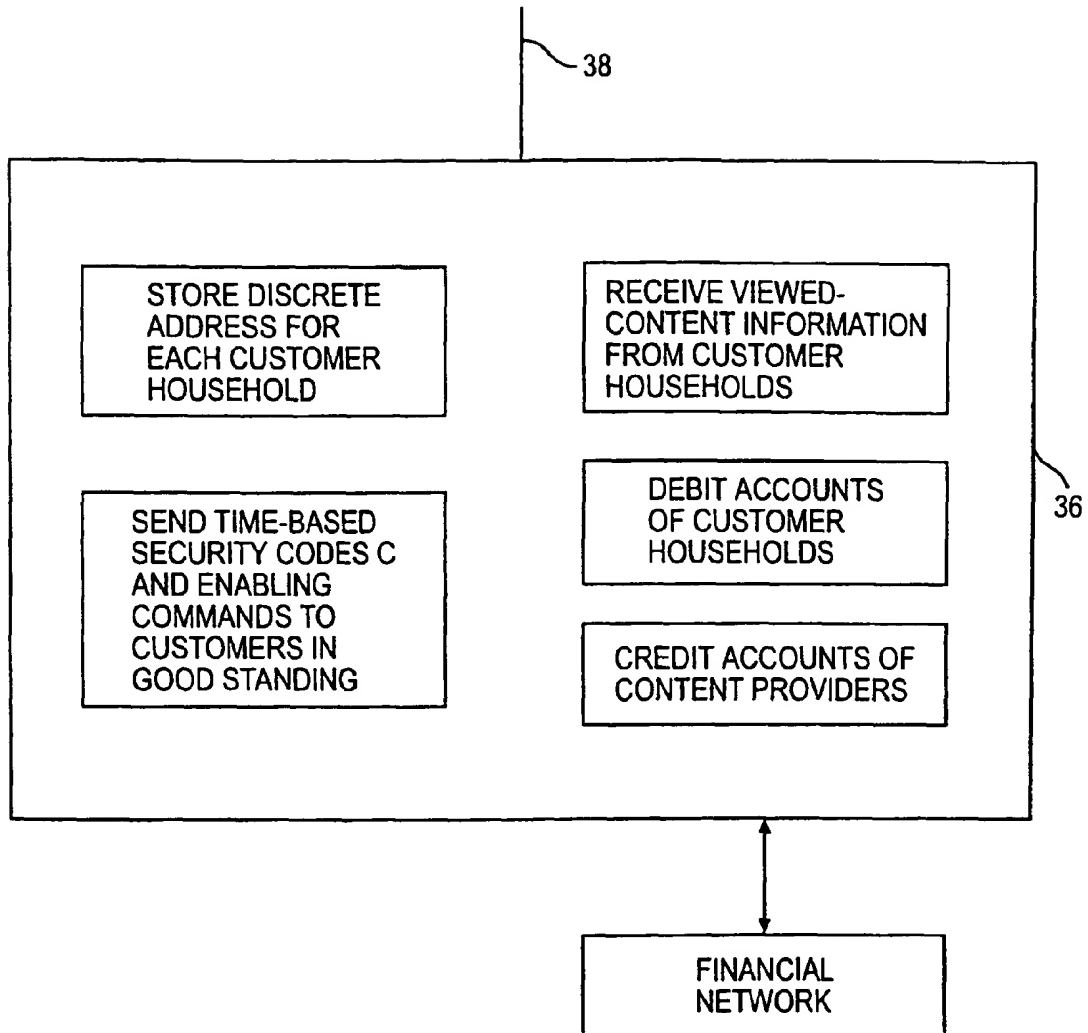 38
STORE DISCRETE
ADDRESS FOR
EACH CUSTOMER
HOUSEHOLD
SEND TIME-BASED
SECURITY CODES C
AND ENABLING
COMMANDS TO
CUSTOMERS IN
GOOD STANDING
RECEIVE VIEWED-
CONTENT INFORMATION
FROM CUSTOMER
HOUSEHOLDS
DEBIT ACCOUNTS
OF CUSTOMER
HOUSEHOLDS
CREDIT ACCOUNTS OF
CONTENT PROVIDERS
36
FINANCIAL
NETWORK